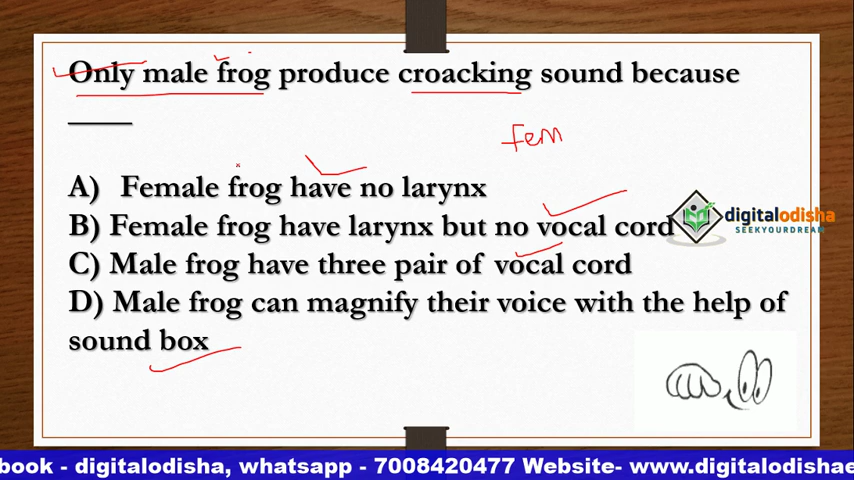 Only male frog produce croacking sound because
____
fem
A) Female frog have no larynx
B) Female frog have larynx but no vocal cord
C) Male frog have three pair of vocal cord
D) Male frog can magnify their voice with the help of
sound box
digitalodisha
SEEKYOURDREAM
book - digitalodisha, whatsapp - 7008420477 Website- www.digitalodishae